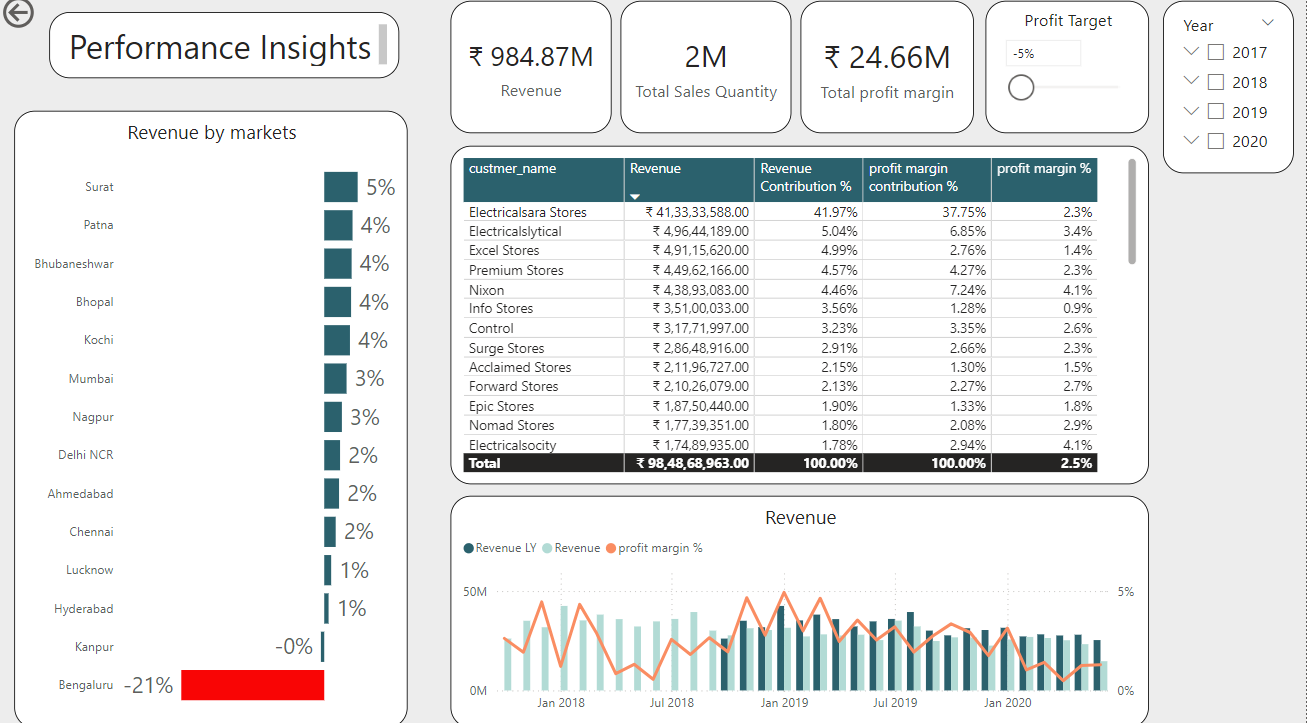 Performance Insights
₹ 984.87M
Revenue
2M
Total Sales Quantity
₹ 24.66M
Total profit margin
Profit Target
-5%
Year
2017
2018
2019
2020
Revenue by markets
Surat 5%
Patna 4%
Bhubaneshwar 4%
Bhopal 4%
Kochi 4%
Mumbai 3%
Nagpur 3%
Delhi NCR 2%
Ahmedabad 2%
Chennai 2%
Lucknow 1%
Hyderabad 1%
Kanpur -0%
Bengaluru -21%
custmer_name Revenue Revenue Contribution % profit margin contribution % profit margin %
Electricalsara Stores ₹ 41,33,33,588.00 41.97% 37.75% 2.3%
Electricalslytical ₹ 4,96,44,189.00 5.04% 6.85% 3.4%
Excel Stores ₹ 4,91,15,620.00 4.99% 2.76% 1.4%
Premium Stores ₹ 4,49,62,166.00 4.57% 4.27% 2.3%
Nixon ₹ 4,38,93,083.00 4.46% 7.24% 4.1%
Info Stores ₹ 3,51,00,033.00 3.56% 1.28% 0.9%
Control ₹ 3,17,71,997.00 3.23% 3.35% 2.6%
Surge Stores ₹ 2,86,48,916.00 2.91% 2.66% 2.3%
Acclaimed Stores ₹ 2,11,96,727.00 2.15% 1.30% 1.5%
Forward Stores ₹ 2,10,26,079.00 2.13% 2.27% 2.7%
Epic Stores ₹ 1,87,50,440.00 1.90% 1.33% 1.8%
Nomad Stores ₹ 1,77,39,351.00 1.80% 2.08% 2.9%
Electricalsocity ₹ 1,74,89,935.00 1.78% 2.94% 4.1%
Total ₹ 98,48,68,963.00 100.00% 100.00% 2.5%
Revenue
Revenue LY Revenue profit margin %
50M 5%
0M 0%
Jan 2018 Jul 2018 Jan 2019 Jul 2019 Jan 2020